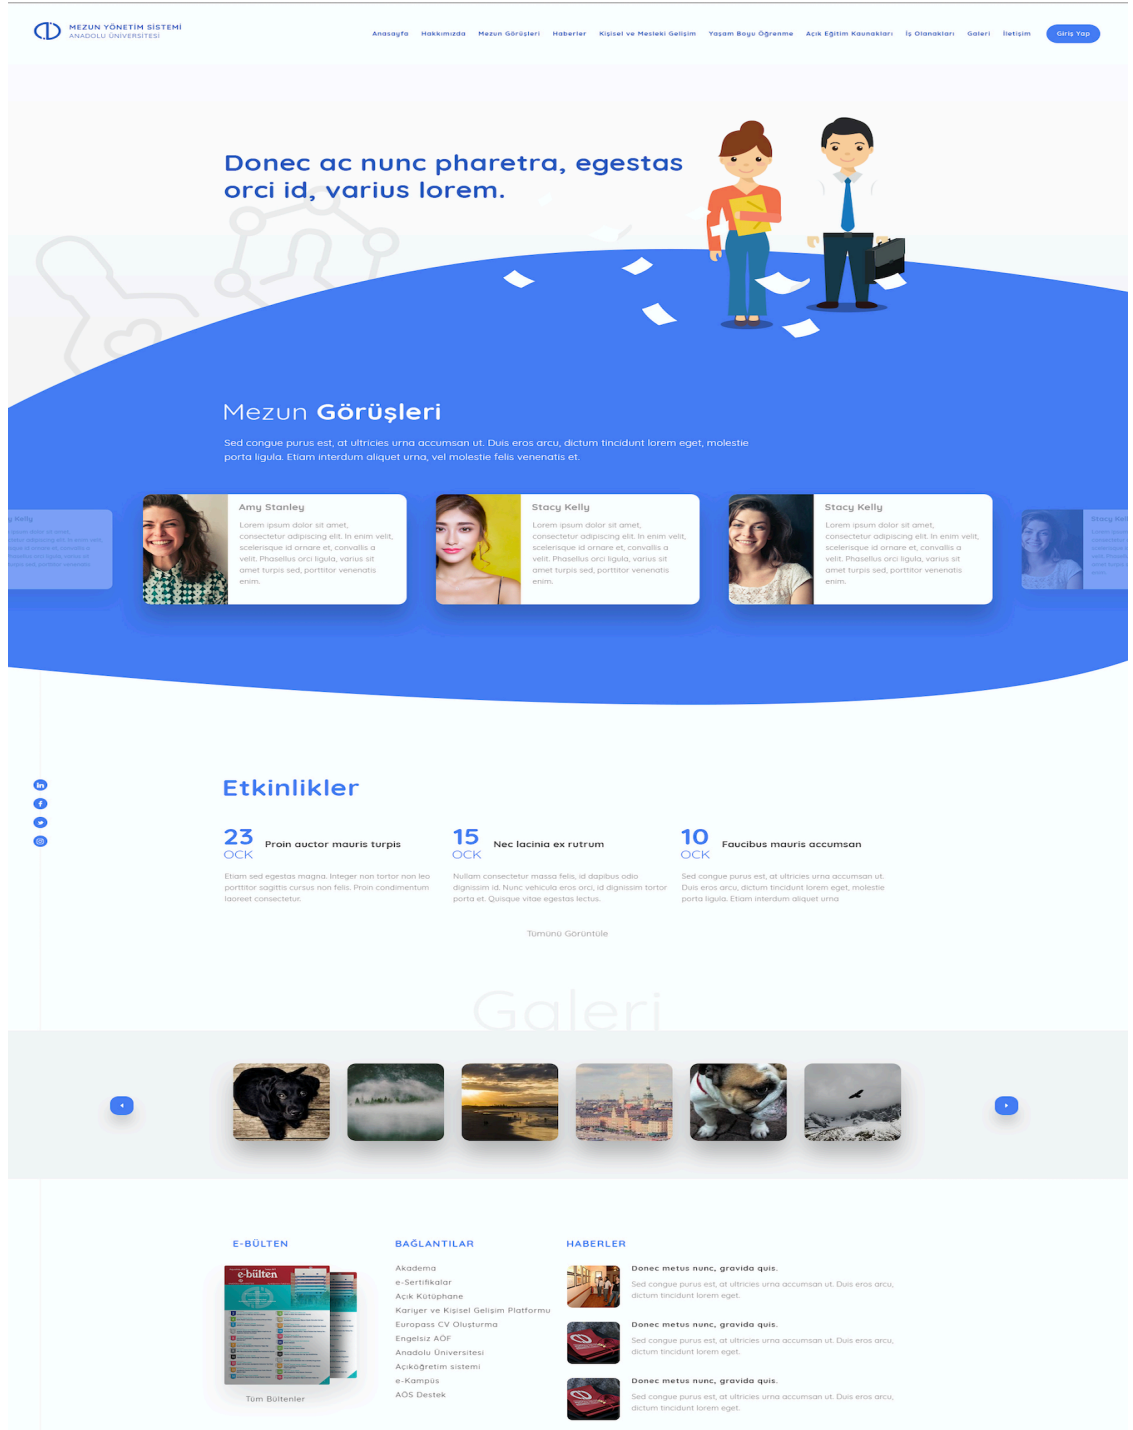 MEZUN YÖNETİM SİSTEMİ
ANADOLU ÜNİVERSİTESİ
Anasayfa Hakkımızda Mezun Görüşleri Haberler Kişisel ve Mesleki Gelişim Yaşam Boyu Öğrenme Açık Eğitim Kaunakları İş Olanakları Galeri İletişim Giriş Yap
Donec ac nunc pharetra, egestas
orci id, varius lorem.
Mezun Görüşleri
Sed congue purus est, at ultricies urna accumsan ut. Duis eros arcu, dictum tincidunt lorem eget, molestie
porta ligula. Etiam interdum aliquet urna, vel molestie felis venenatis et.
Kelly
Amy Stanley
Lorem ipsum dolor sit amet,
consectetur adipiscing elit. In enim velit,
scelerisque id ornare et, convallis a
velit. Phasellus orci ligula, varius sit
amet turpis sed, porttitor venenatis
enim.
Stacy Kelly
Lorem ipsum dolor sit amet,
consectetur adipiscing elit. In enim velit,
scelerisque id ornare et, convallis a
velit. Phasellus orci ligula, varius sit
amet turpis sed, porttitor venenatis
enim.
Stacy Kelly
Lorem ipsum dolor sit amet,
consectetur adipiscing elit. In enim velit,
scelerisque id ornare et, convallis a
velit. Phasellus orci ligula, varius sit
amet turpis sed, porttitor venenatis
enim.
Stacy
Etkinlikler
23
OCK
Proin auctor mauris turpis
Etiam sed egestas magna. Integer non tortor non leo
porttitor sagittis cursus non felis. Proin condimentum
laoreet consectetur.
15
OCK
Nec lacinia ex rutrum
Nullam consectetur massa felis, id dapibus odio
dignissim id. Nunc vehicula eros orci, id dignissim tortor
porta et. Quisque vitae egestas lectus.
10
OCK
Faucibus mauris accumsan
Sed congue purus est, at ultricies urna accumsan ut.
Duis eros arcu, dictum tincidunt lorem eget, molestie
porta ligula. Etiam interdum aliquet urna
Tümünü Görüntüle
Galeri
E-BÜLTEN
e-bülten
Tüm Bültenler
BAĞLANTILAR
Akadema
e-Sertifikalar
Açık Kütüphane
Kariyer ve Kişisel Gelişim Platformu
Europass CV Oluşturma
Engelsiz AÖF
Anadolu Üniversitesi
Açıköğretim sistemi
e-Kampüs
AÖS Destek
HABERLER
Donec metus nunc, gravida quis.
Sed congue purus est, at ultricies urna accumsan ut. Duis eros arcu,
dictum tincidunt lorem eget.
Donec metus nunc, gravida quis.
Sed congue purus est, at ultricies urna accumsan ut. Duis eros arcu,
dictum tincidunt lorem eget.
Donec metus nunc, gravida quis.
Sed congue purus est, at ultricies urna accumsan ut. Duis eros arcu,
dictum tincidunt lorem eget.